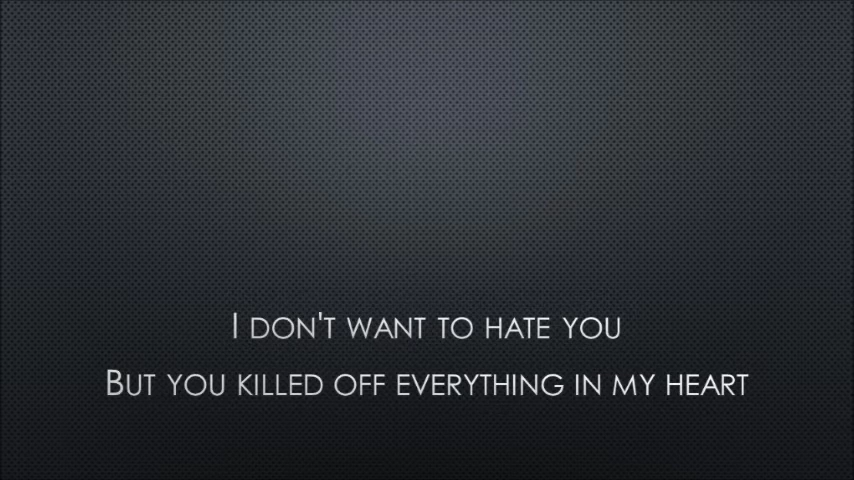 I DON'T WANT TO HATE YOU
BUT YOU KILLED OFF EVERYTHING IN MY HEART